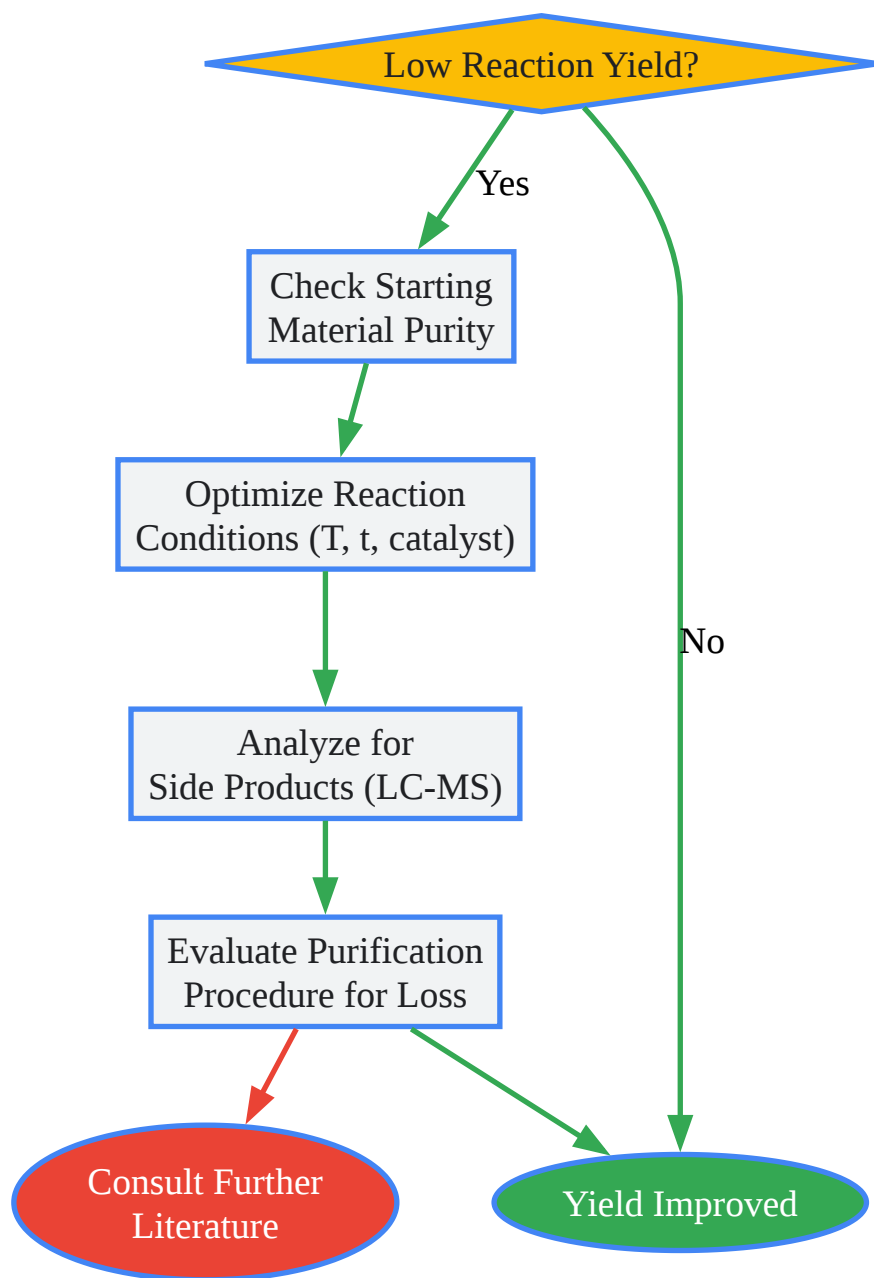 Low Reaction Yield?
Yes
Check Starting
Material Purity
Optimize Reaction
Conditions (T, t, catalyst)
No
Analyze for
Side Products (LC-MS)
Evaluate Purification
Procedure for Loss
Consult Further
Literature
Yield Improved